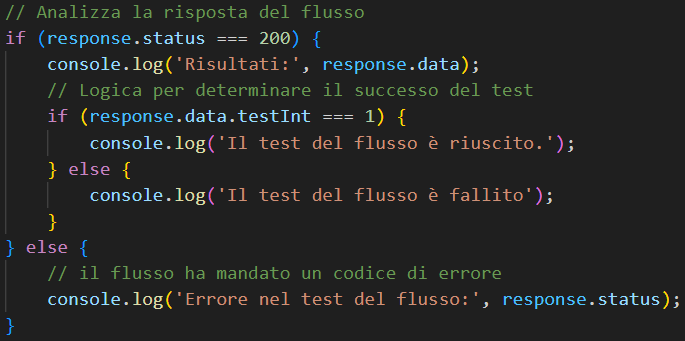 // Analizza la risposta del flusso
if (response.status === 200) {
    console.log('Risultati:', response.data);
    // Logica per determinare il successo del test
    if (response.data.testInt === 1) {
        console.log('Il test del flusso è riuscito.');
    } else {
        console.log('Il test del flusso è fallito');
    }
} else {
    // il flusso ha mandato un codice di errore
    console.log('Errore nel test del flusso:', response.status);
}